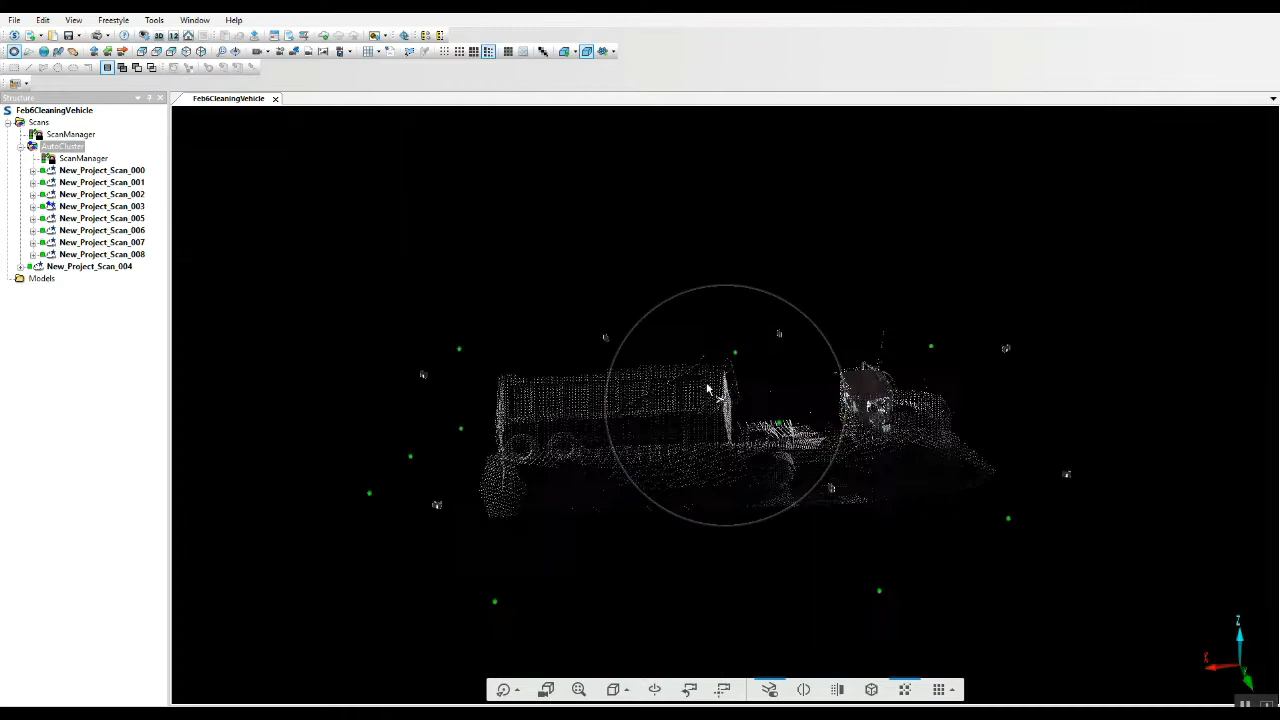 File Edit View Freestyle Tools Window Help
Structure
Feb6CleaningVehicle
Feb6CleaningVehicle
Scans
ScanManager
AutoCluster
ScanManager
New_Project_Scan_000
New_Project_Scan_001
New_Project_Scan_002
New_Project_Scan_003
New_Project_Scan_005
New_Project_Scan_006
New_Project_Scan_007
New_Project_Scan_008
New_Project_Scan_004
Models
Z
X